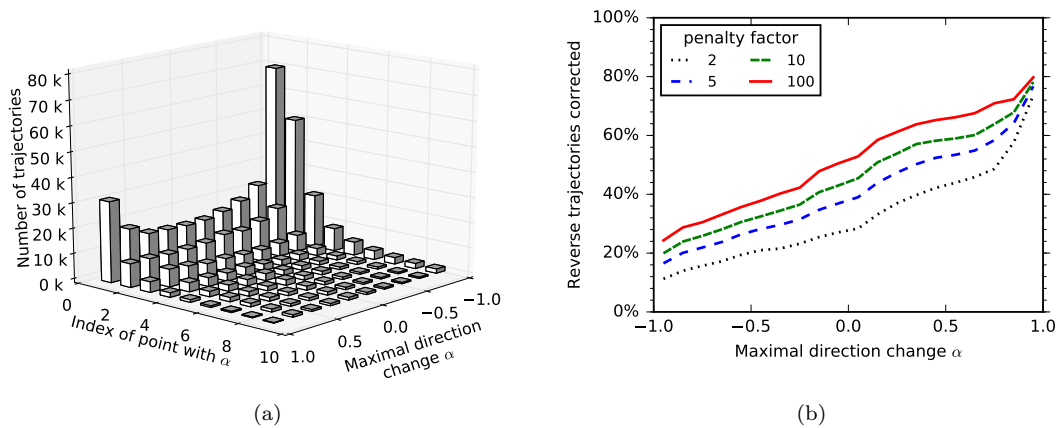 80 k
70 k
60 k
50 k
40 k
30 k
20 k
10 k
0 k
Number of trajectories
0
2
4
6
8
10
Index of point with α
1.0
0.5
0.0
−0.5
−1.0
Maximal direction
change α
(a)
100%
80%
60%
40%
20%
0%
Reverse trajectories corrected
penalty factor
2
10
5
100
−1.0
−0.5
0.0
0.5
1.0
Maximal direction change α
(b)